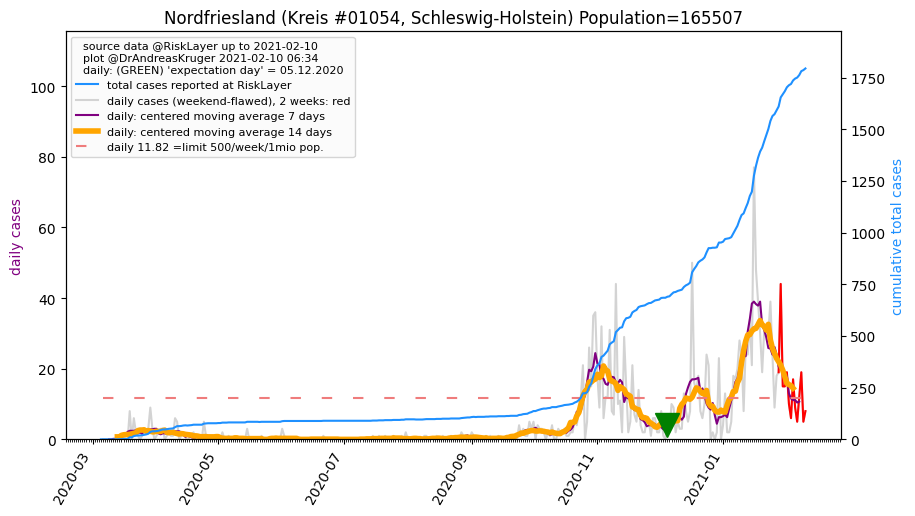 Nordfriesland (Kreis #01054, Schleswig-Holstein) Population=165507
source data @RiskLayer up to 2021-02-10
plot @DrAndreasKruger 2021-02-10 06:34
daily: (GREEN) 'expectation day' = 05.12.2020
total cases reported at RiskLayer
daily cases (weekend-flawed), 2 weeks: red
daily: centered moving average 7 days
daily: centered moving average 14 days
daily 11.82 =limit 500/week/1mio pop.
daily cases
100
80
60
40
20
0
cumulative total cases
1750
1500
1250
1000
750
500
250
0
2020-03
2020-05
2020-07
2020-09
2020-11
2021-01